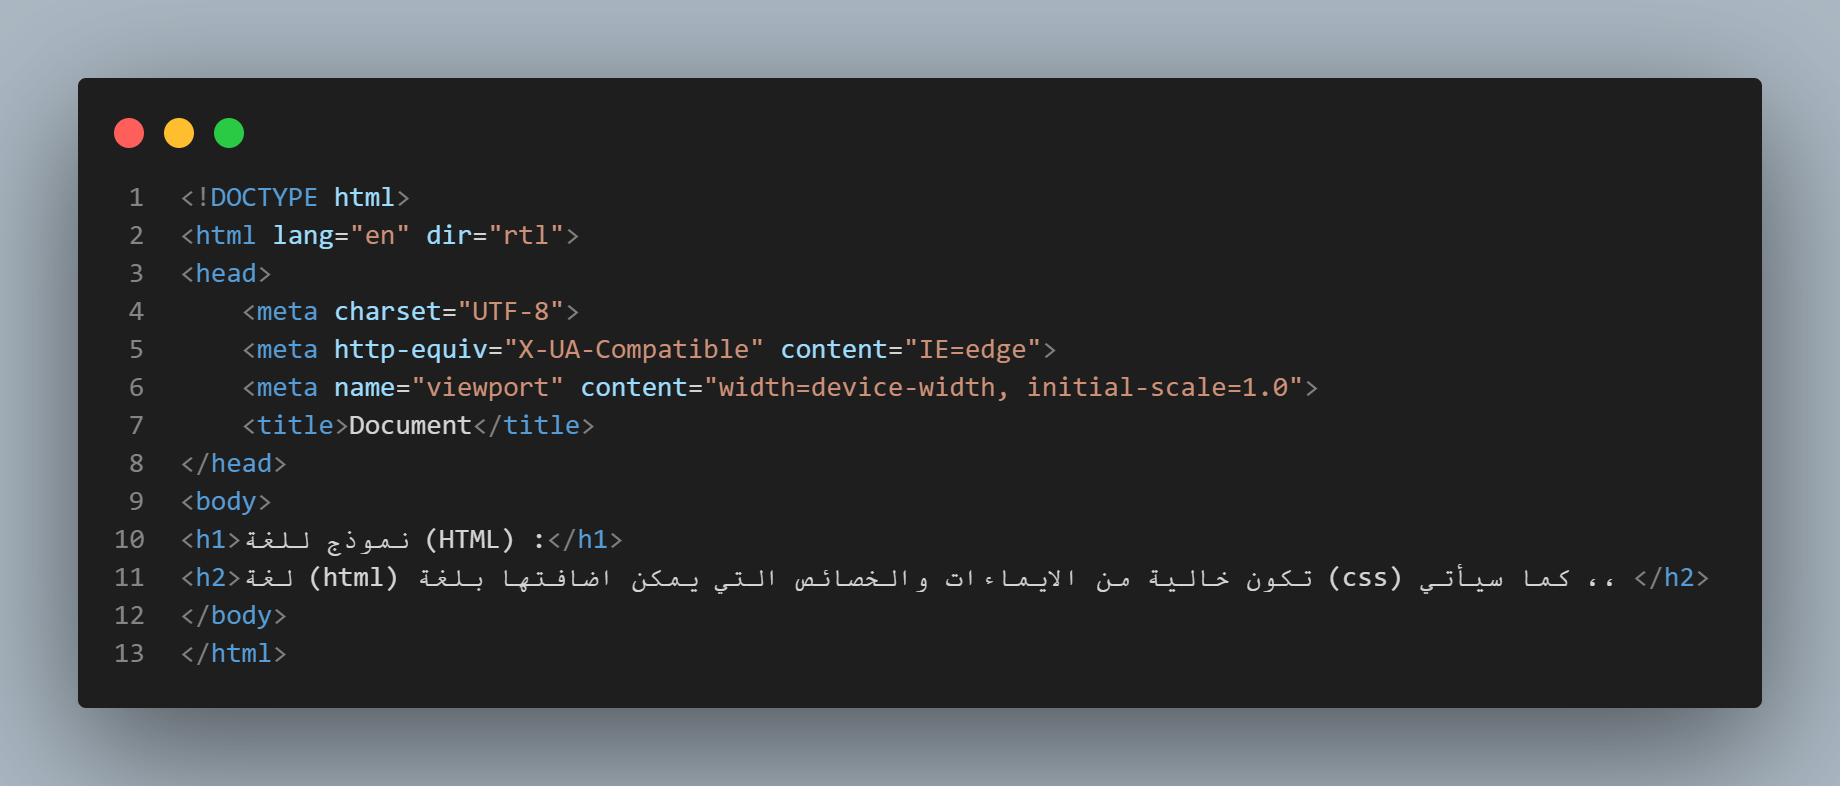 1 <!DOCTYPE html>
2 <html lang="en" dir="rtl">
3 <head>
4     <meta charset="UTF-8">
5     <meta http-equiv="X-UA-Compatible" content="IE=edge">
6     <meta name="viewport" content="width=device-width, initial-scale=1.0">
7     <title>Document</title>
8 </head>
9 <body>
10 <h1>نموذج للغة (HTML) :</h1>
11 <h2>لغة (html) تكون خالية من الايماءات والخصائص التي يمكن اضافتها بلغة (css) ،، كما سيأتي </h2>
12 </body>
13 </html>